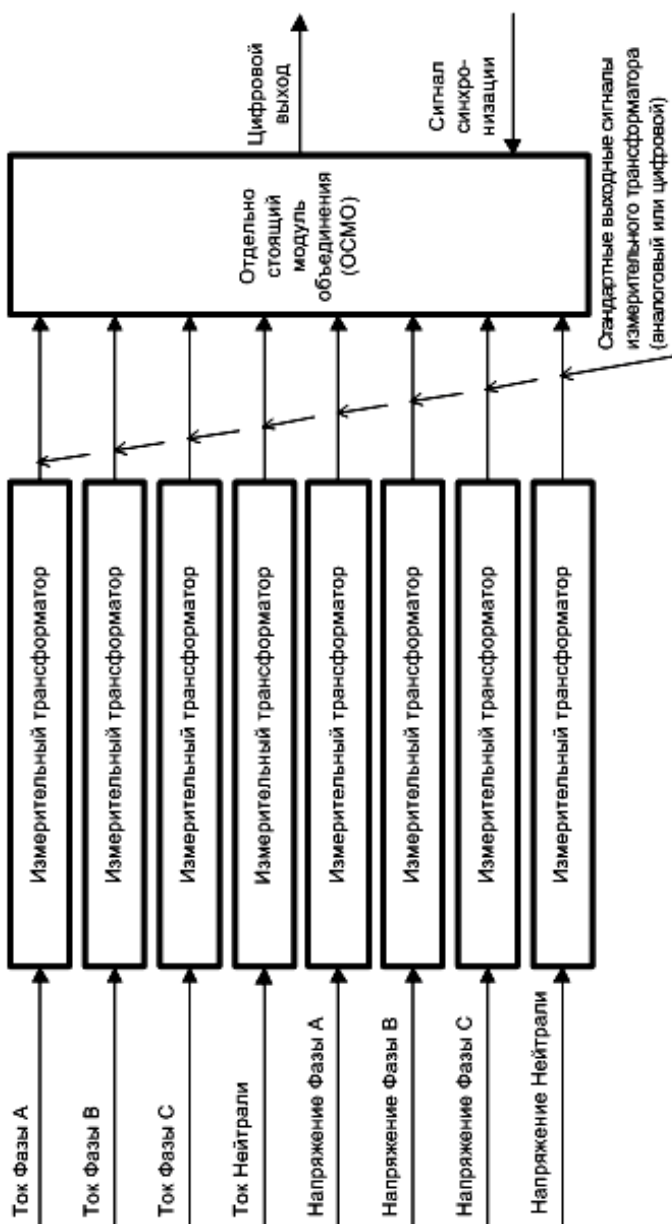 Ток Фазы А
Измерительный трансформатор
Ток Фазы В
Измерительный трансформатор
Ток Фазы С
Измерительный трансформатор
Ток Нейтрали
Измерительный трансформатор
Напряжение Фазы А
Измерительный трансформатор
Напряжение Фазы В
Измерительный трансформатор
Напряжение Фазы С
Измерительный трансформатор
Напряжение Нейтрали
Измерительный трансформатор
Отдельно
стоящий
модуль
объединения
(ОСМО)
Цифровой
выход
Сигнал
синхро-
низации
Стандартные выходные сигналы
измерительного трансформатора
(аналоговый или цифровой)